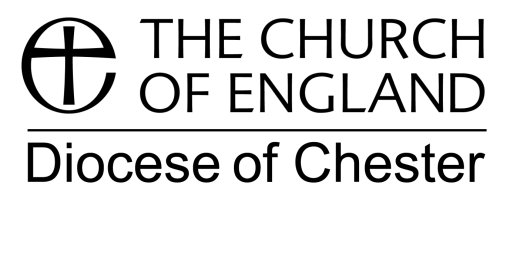 THE CHURCH
OF ENGLAND
Diocese of Chester